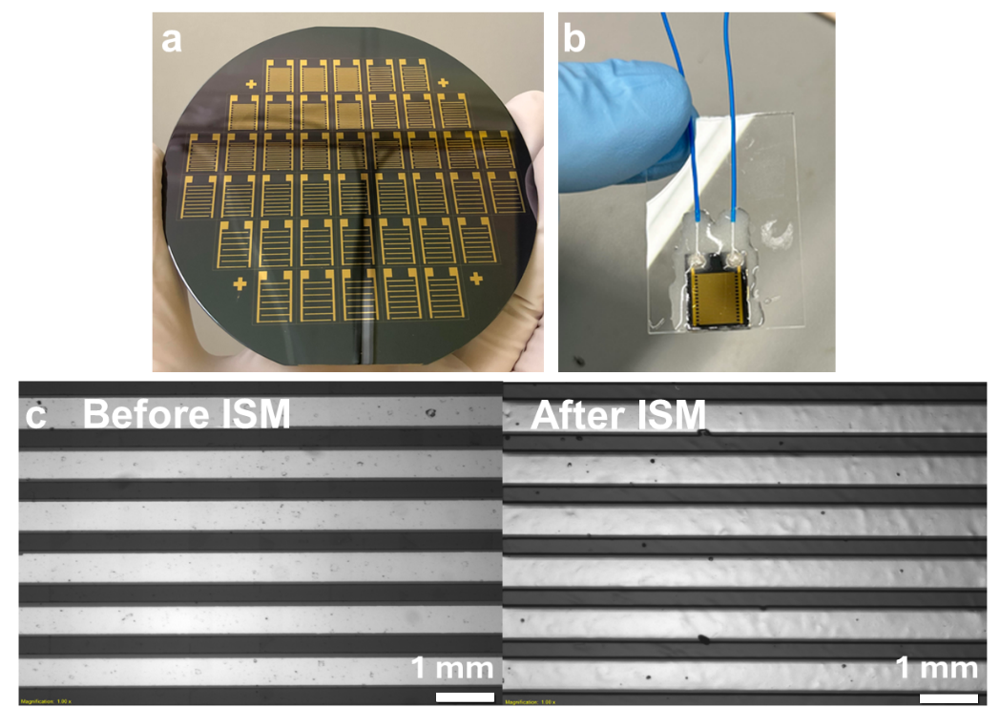 a
b
c Before ISM
After ISM
1 mm
1 mm
Magnification: 1.00 x
Magnification: 1.00 x